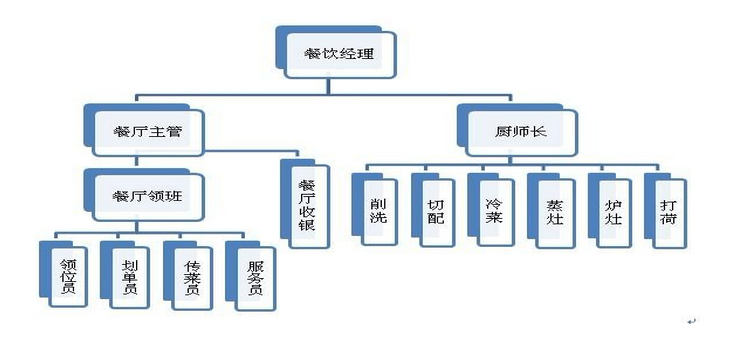 餐饮经理
餐厅主管
厨师长
餐厅领班
餐厅收银
削洗
切配
冷菜
蒸灶
炉灶
打荷
领位员
划单员
传菜员
服务员